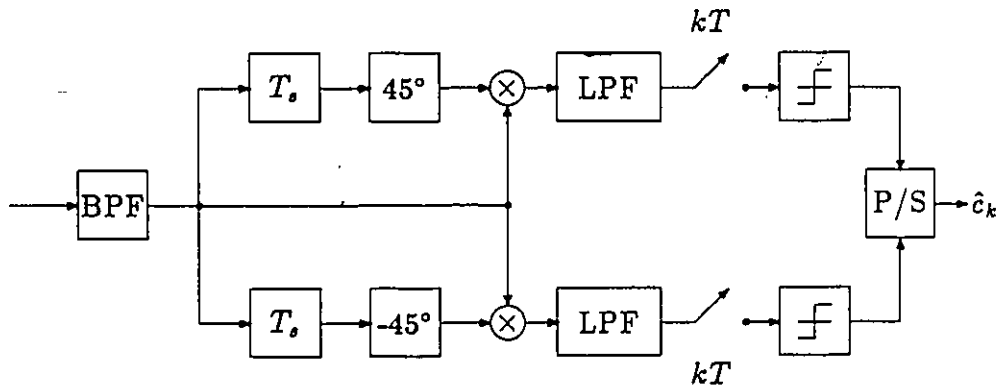 kT
T_s 45° × LPF
BPF P/S ĉ_k
T_s -45° × LPF
kT